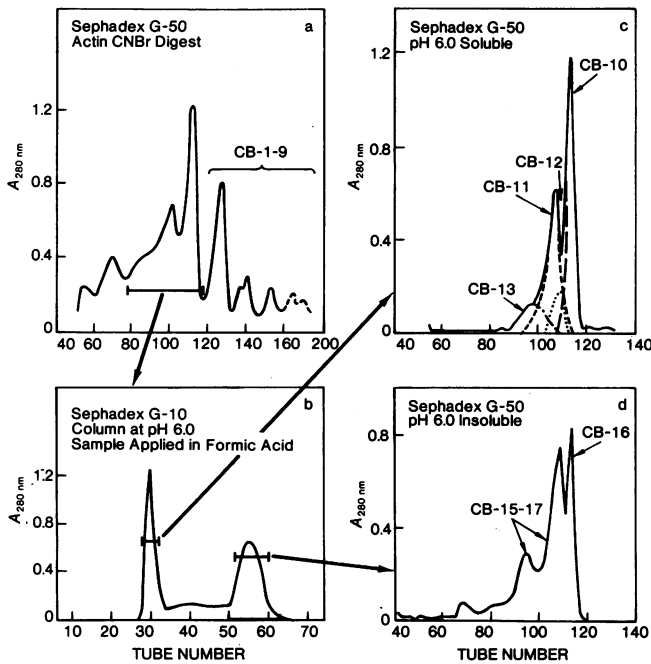 Sephadex G-50
Actin CNBr Digest
a
CB-1-9
A280 nm
1.2
0.8
0.4
0
40 60 80 100 120 140 160 200
Sephadex G-50
pH 6.0 Soluble
c
CB-10
CB-12
CB-11
CB-13
A280 nm
1.2
0.8
0.4
0
60 80 100 120 140
Sephadex G-10
Column at pH 6.0
Sample Applied in Formic Acid
b
A280 nm
1.2
0.8
0.4
0
10 20 30 40 50 60 70
TUBE NUMBER
Sephadex G-50
pH 6.0 Insoluble
d
CB-16
CB-15-17
A280 nm
0.8
0.4
0
40 60 80 100 120 140
TUBE NUMBER